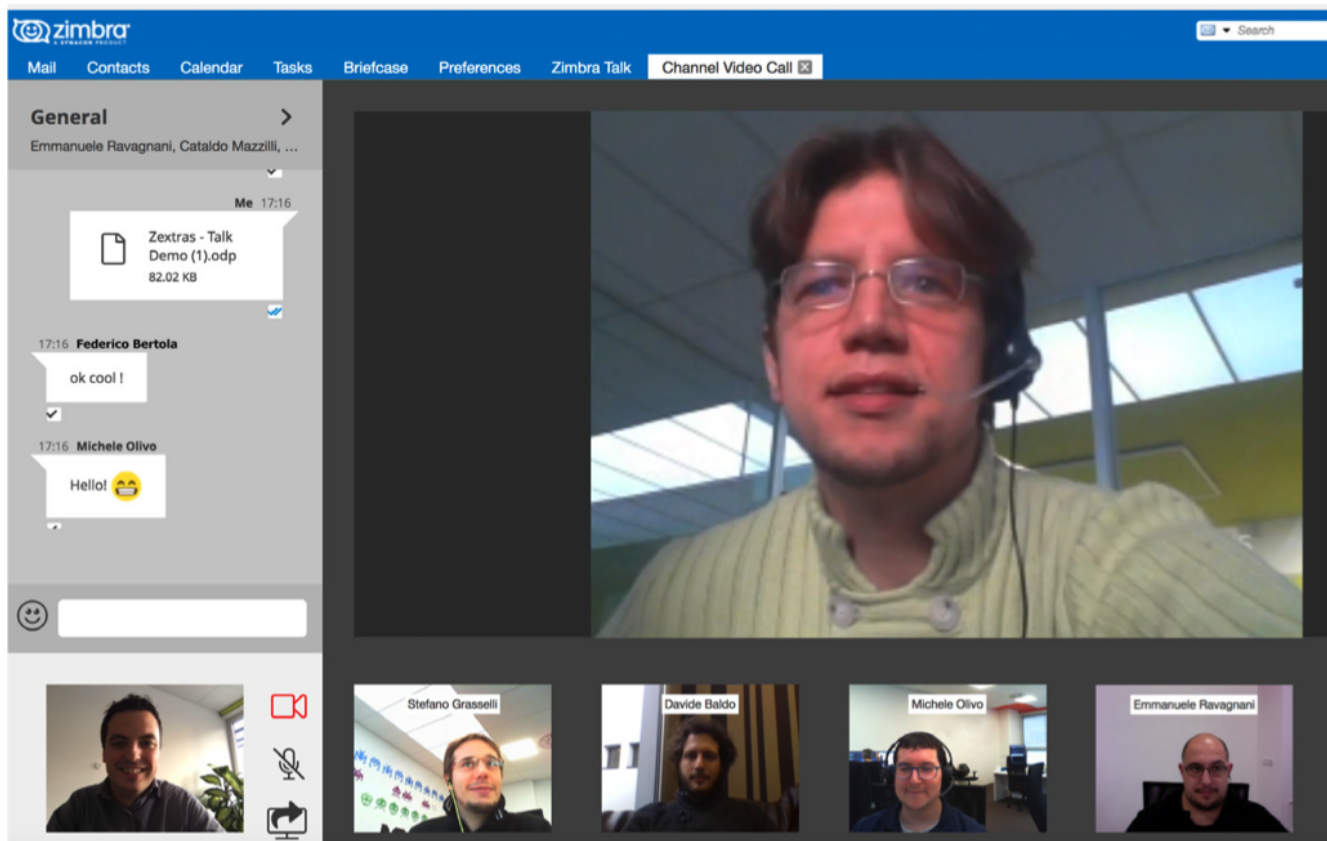 zimbra
A SYNACOR PRODUCT
Search
Mail Contacts Calendar Tasks Briefcase Preferences Zimbra Talk Channel Video Call
General
Emmanuele Ravagnani, Cataldo Mazzilli, ...
Me 17:16
Zextras - Talk
Demo (1).odp
82.02 KB
17:16 Federico Bertola
ok cool !
17:16 Michele Olivo
Hello!
Stefano Grasselli
Davide Baldo
Michele Olivo
Emmanuele Ravagnani